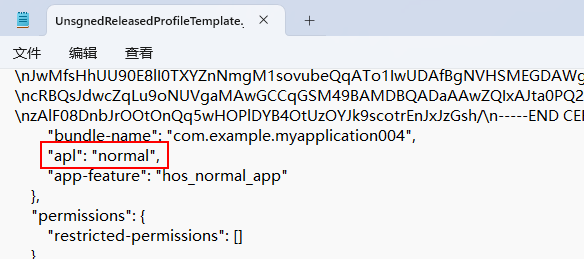 UnsgnedReleasedProfileTemplate.
文件 编辑 查看
\nJwMfsHhUU90E8lI0TXYZnNmgM1sovubeQqATo1IwUDAfBgNVHSMEGDAWg
\ncRBQsJdwcZqLu9oNUVgaMAwGCCqGSM49BAMDBQADaAAwZQIxAJta0PQ2
\nzAlF08DnbJrOOtOnQq5wHOPlDYB4OtUzOYJk9scotrEnJxJzGsh/\n-----END CE
"bundle-name": "com.example.myapplication004",
"apl": "normal",
"app-feature": "hos_normal_app"
},
"permissions": {
"restricted-permissions": []
}